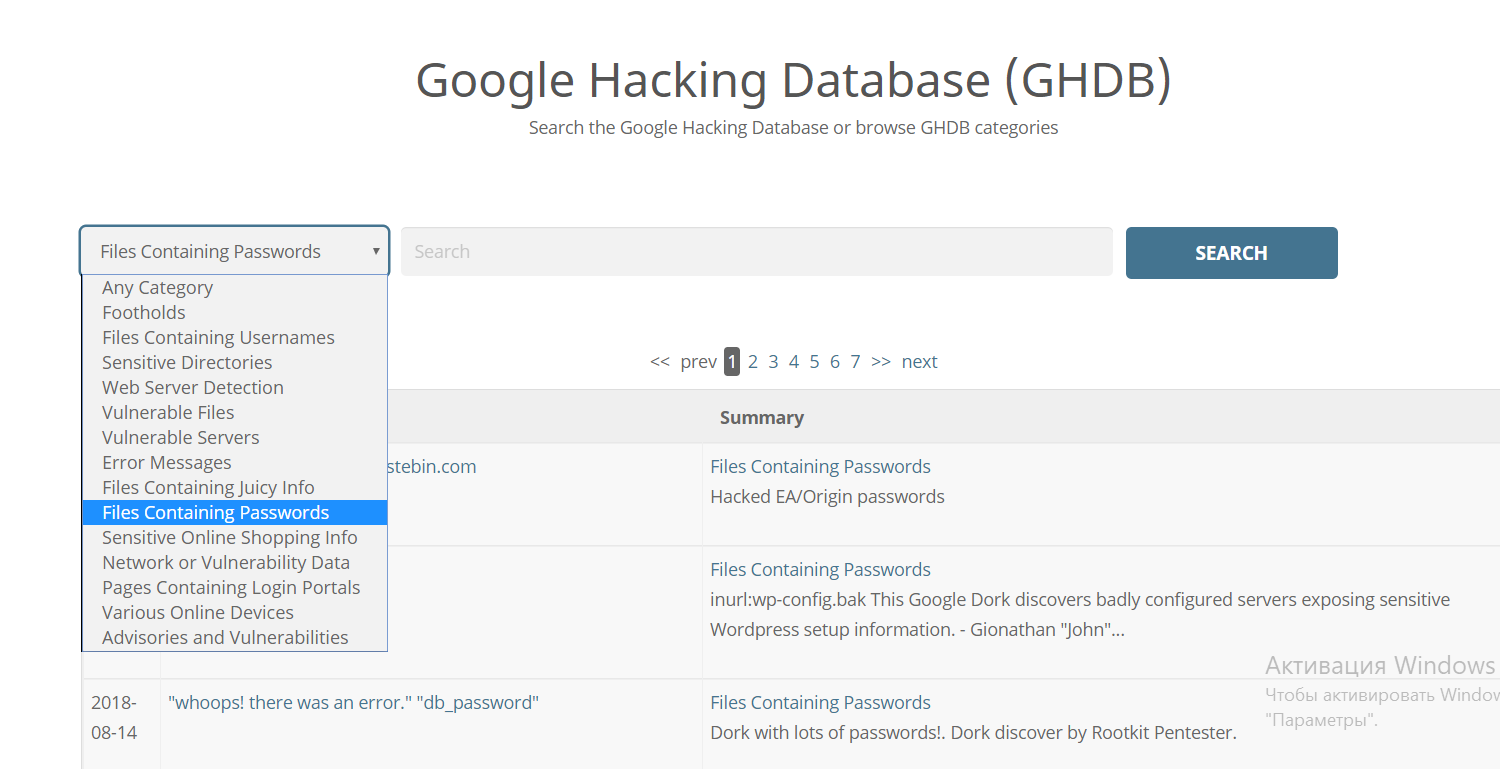 Google Hacking Database (GHDB)
Search the Google Hacking Database or browse GHDB categories
Files Containing Passwords
Search
SEARCH
Any Category
Footholds
Files Containing Usernames
Sensitive Directories
Web Server Detection
Vulnerable Files
Vulnerable Servers
Error Messages
Files Containing Juicy Info
Files Containing Passwords
Sensitive Online Shopping Info
Network or Vulnerability Data
Pages Containing Login Portals
Various Online Devices
Advisories and Vulnerabilities
<< prev 1 2 3 4 5 6 7 >> next
Summary
stebin.com
Files Containing Passwords
Hacked EA/Origin passwords
Files Containing Passwords
inurl:wp-config.bak This Google Dork discovers badly configured servers exposing sensitive
Wordpress setup information. - Gionathan "John"...
2018-
08-14
"whoops! there was an error." "db_password"
Files Containing Passwords
Dork with lots of passwords!. Dork discover by Rootkit Pentester.
Активация Windows
Чтобы активировать Window
"Параметры".